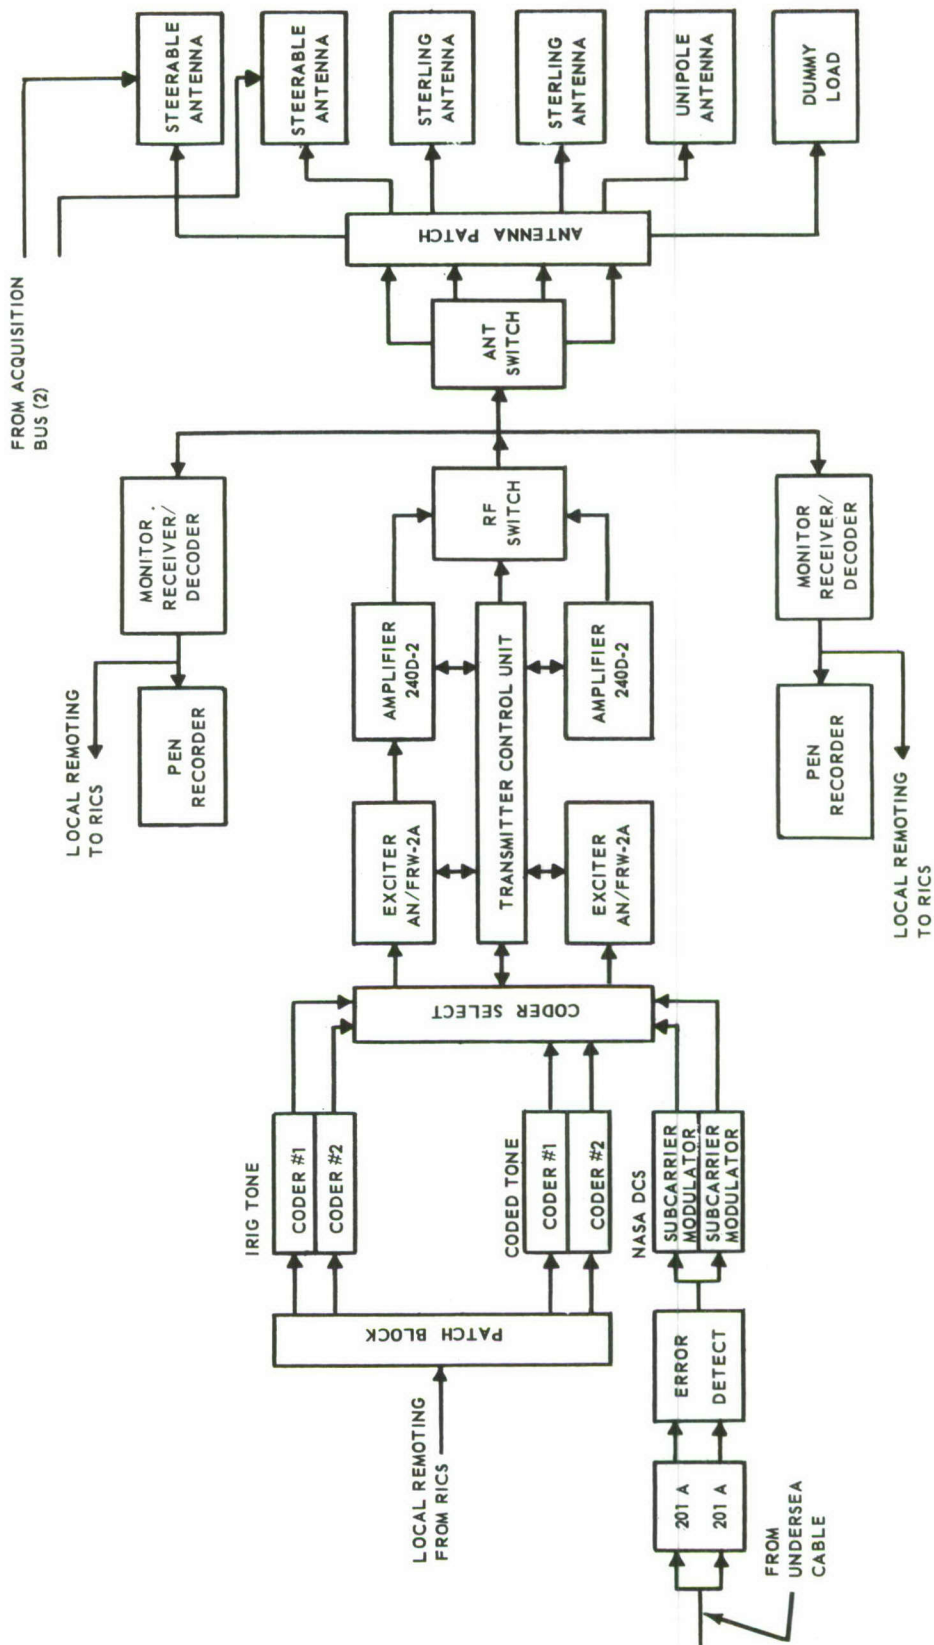 FROM ACQUISITION
BUS (2)
STEERABLE
ANTENNA
STEERABLE
ANTENNA
STERLING
ANTENNA
STERLING
ANTENNA
UNIPOLE
ANTENNA
DUMMY
LOAD
ANTENNA PATCH
ANT
SWITCH
MONITOR
RECEIVER/
DECODER
LOCAL REMOTING
TO RICS
PEN
RECORDER
RF
SWITCH
AMPLIFIER
240D-2
TRANSMITTER CONTROL UNIT
AMPLIFIER
240D-2
EXCITER
AN/FRW-2A
EXCITER
AN/FRW-2A
MONITOR
RECEIVER/
DECODER
PEN
RECORDER
LOCAL REMOTING
TO RICS
CODER SELECT
IRIG TONE
CODER #1
CODER #2
CODED TONE
CODER #1
CODER #2
NASA DCS
SUBCARRIER
MODULATOR
SUBCARRIER
MODULATOR
PATCH BLOCK
LOCAL REMOTING
FROM RICS
ERROR
DETECT
201 A
201 A
FROM
UNDERSEA
CABLE